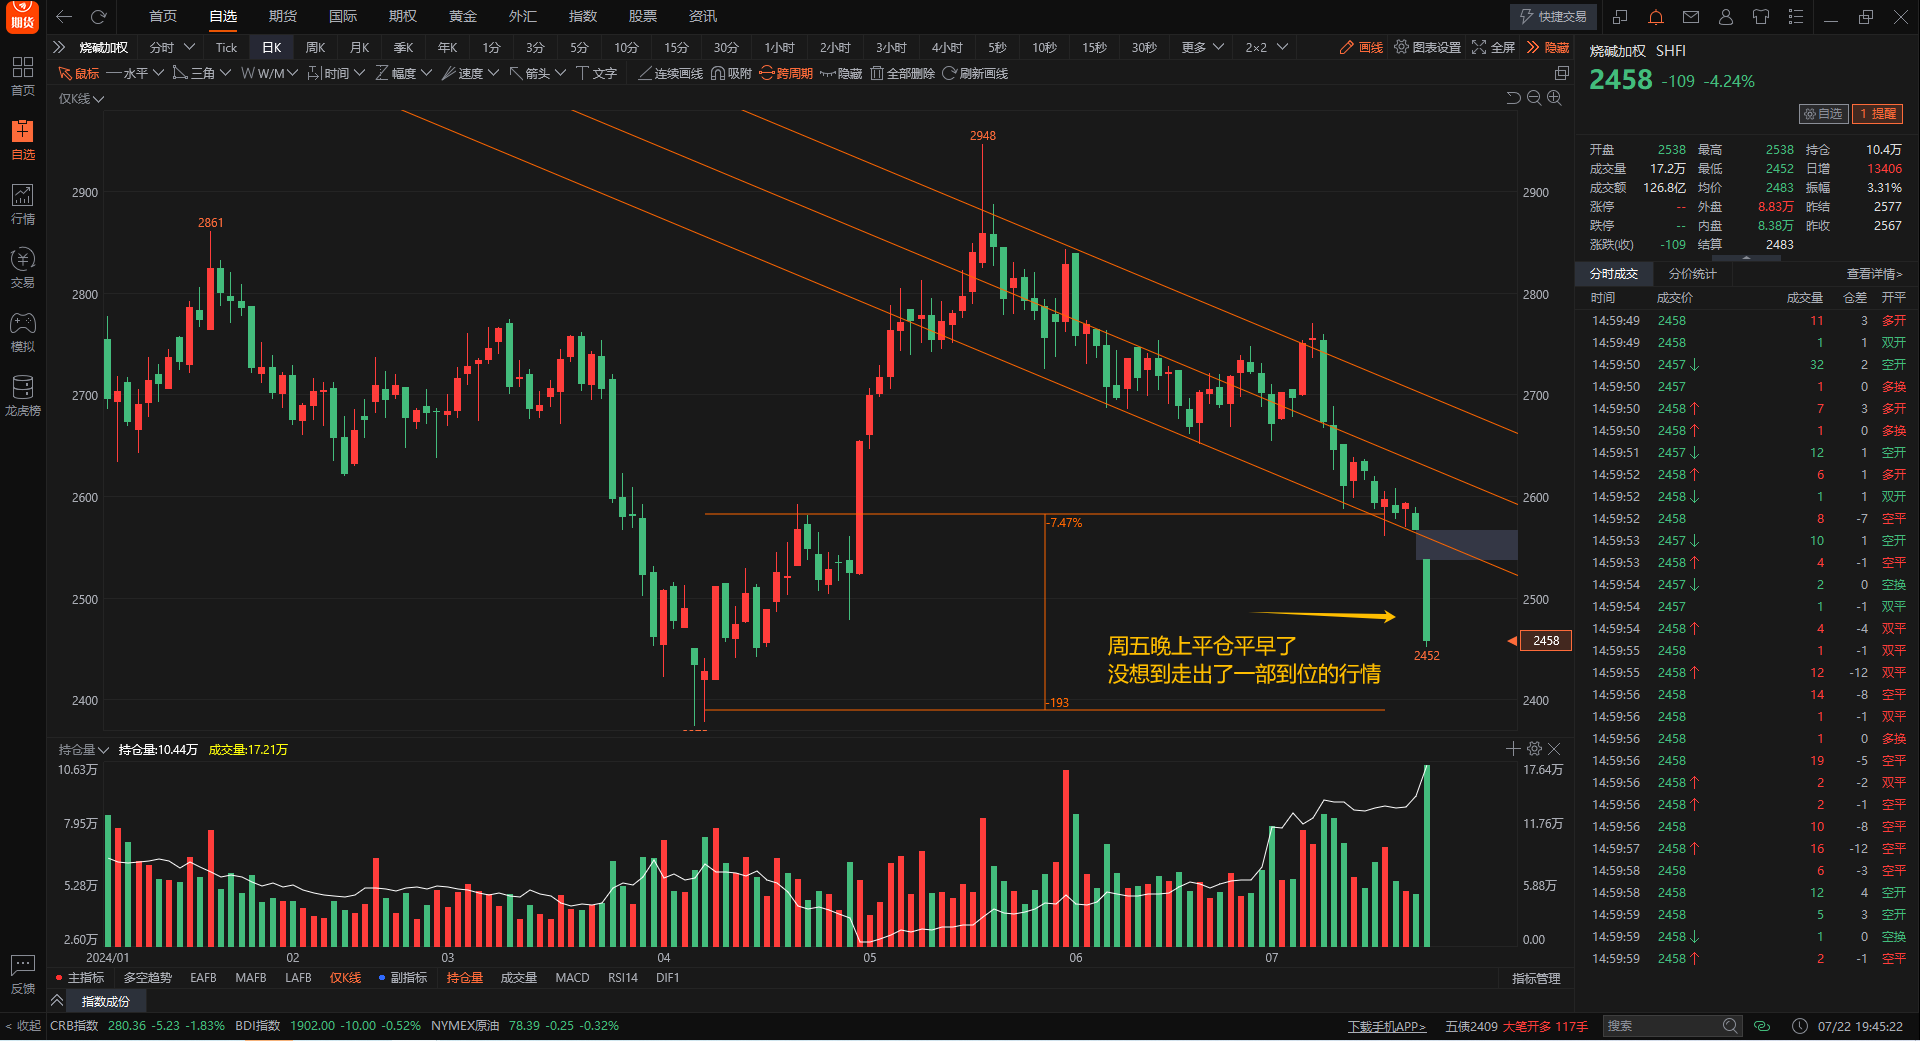 期货
首页 自选 期货 国际 期权 黄金 外汇 指数 股票 资讯
快捷交易
烧碱加权 分时 Tick 日K 周K 月K 季K 年K 1分 3分 5分 10分 15分 30分 1小时 2小时 3小时 4小时 5秒 10秒 15秒 30秒 更多 2×2 画线 图表设置 全屏 隐藏
鼠标 水平 三角 W/M 时间 幅度 速度 箭头 文字 连续画线 吸附 跨周期 隐藏 全部删除 刷新画线
仅K线
首页
自选
行情
交易
模拟
龙虎榜
反馈
2948
2861
2900 2900
2800 2800
2700 2700
2600 2600
2500 2500
2400 2400
-7.47%
-193
周五晚上平仓平早了
没想到走出了一部到位的行情
2452
2458
持仓量 持仓量:10.44万 成交量:17.21万
10.63万 17.64万
7.95万 11.76万
5.28万 5.88万
2.60万 0.00
2024/01 02 03 04 05 06 07
主指标 多空趋势 EAFB MAFB LAFB 仅K线 副指标 持仓量 成交量 MACD RSI14 DIF1 指标管理
指数成份
烧碱加权 SHFI
2458 -109 -4.24%
自选 1 提醒
开盘 2538 最高 2538 持仓 10.4万
成交量 17.2万 最低 2452 日增 13406
成交额 126.8亿 均价 2483 振幅 3.31%
涨停 -- 外盘 8.83万 昨结 2577
跌停 -- 内盘 8.38万 昨收 2567
涨跌(收) -109 结算 2483
分时成交 分价统计 查看详情>
时间 成交价 成交量 仓差 开平
14:59:49 2458 11 3 多开
14:59:49 2458 1 1 双开
14:59:50 2457↓ 32 2 空开
14:59:50 2457 1 0 多换
14:59:50 2458↑ 7 3 多开
14:59:50 2458↑ 1 0 多换
14:59:51 2457↓ 12 1 空开
14:59:52 2458↑ 6 1 多开
14:59:52 2458↓ 1 1 双开
14:59:52 2458 8 -7 空平
14:59:53 2457↓ 10 1 空开
14:59:53 2458↑ 4 -1 空平
14:59:54 2457↓ 2 0 空换
14:59:54 2457 1 -1 双平
14:59:54 2458↑ 4 -4 双平
14:59:55 2458 1 -1 双平
14:59:55 2458↑ 12 -12 双平
14:59:56 2458 14 -8 空平
14:59:56 2458 1 -1 双平
14:59:56 2458 1 0 多换
14:59:56 2458 19 -5 空平
14:59:56 2458↑ 2 -2 双平
14:59:56 2458↑ 2 -1 空平
14:59:56 2458 10 -8 空平
14:59:57 2458↑ 16 -12 空平
14:59:58 2458 6 -3 空平
14:59:58 2458 12 4 空开
14:59:59 2458 5 3 空开
14:59:59 2458↓ 1 0 空换
14:59:59 2458↑ 2 -1 空平
< 收起 CRB指数 280.36 -5.23 -1.83% BDI指数 1902.00 -10.00 -0.52% NYMEX原油 78.39 -0.25 -0.32% 下载手机APP> 五债2409 大笔开多 117手 搜索 07/22 19:45:22